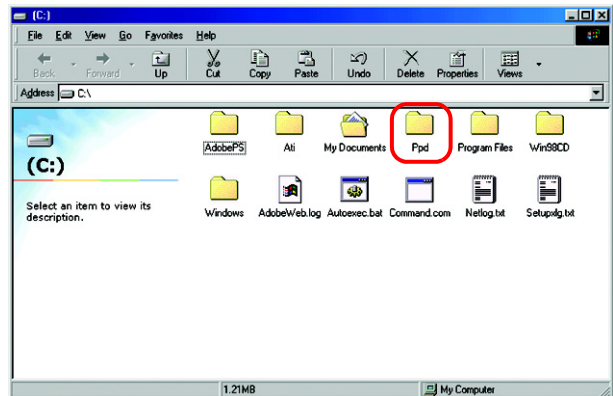 (C:)
File Edit View Go Favorites Help
Back Forward Up Cut Copy Paste Undo Delete Properties Views
Address C:\
AdobePS Ati My Documents Ppd Program Files Win98CD
(C:)
Select an item to view its
description.
Windows AdobeWeb.log Autoexec.bat Command.com Netlog.txt Setupxlg.txt
1.21MB My Computer